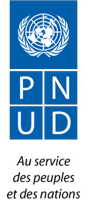 P N
U D
Au service
des peuples
et des nations